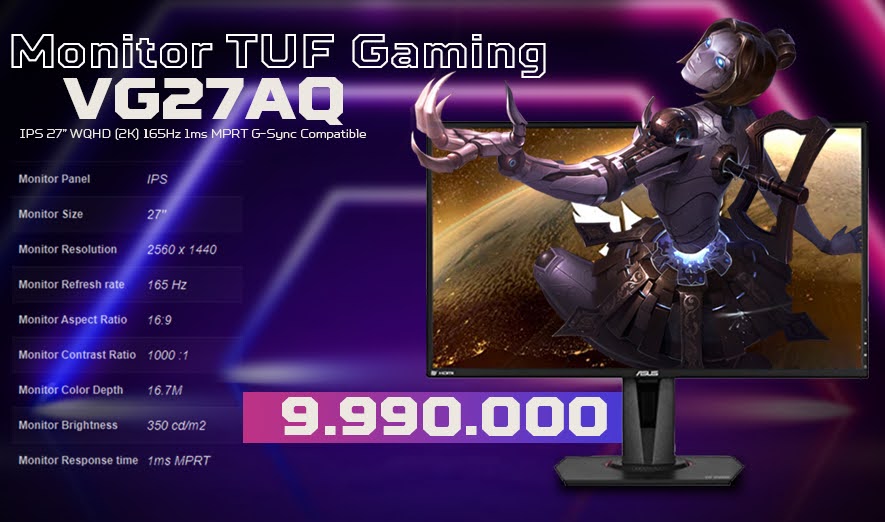 Monitor TUF Gaming
VG27AQ
IPS 27" WQHD (2K) 165Hz 1ms MPRT G-Sync Compatible
Monitor Panel IPS
Monitor Size 27"
Monitor Resolution 2560 x 1440
Monitor Refresh rate 165 Hz
Monitor Aspect Ratio 16:9
Monitor Contrast Ratio 1000 :1
Monitor Color Depth 16.7M
Monitor Brightness 350 cd/m2
Monitor Response time 1ms MPRT
HDMI ASUS
9.990.000